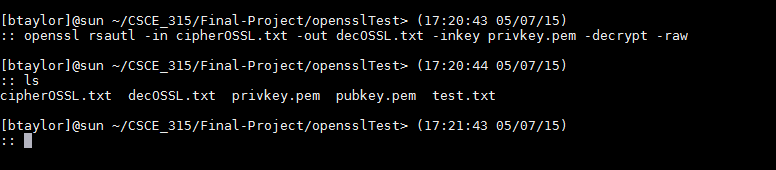 [btaylor]@sun ~/CSCE_315/Final-Project/opensslTest> (17:20:43 05/07/15)
:: openssl rsautl -in cipherOSSL.txt -out decOSSL.txt -inkey privkey.pem -decrypt -raw
[btaylor]@sun ~/CSCE_315/Final-Project/opensslTest> (17:20:44 05/07/15)
:: ls
cipherOSSL.txt  decOSSL.txt  privkey.pem  pubkey.pem  test.txt
[btaylor]@sun ~/CSCE_315/Final-Project/opensslTest> (17:21:43 05/07/15)
::